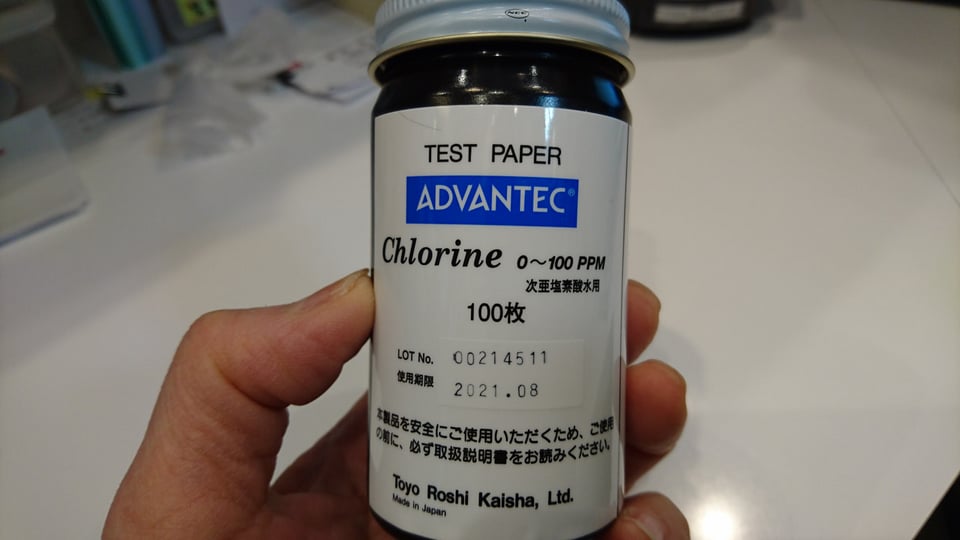 TEST PAPER
ADVANTEC®
Chlorine 0～100 PPM
次亜塩素酸水用
100枚
LOT No. 00214511
使用期限 2021.08
本製品を安全にご使用いただくため、ご使用
の前に、必ず取扱説明書をお読みください。
Toyo Roshi Kaisha, Ltd.
Made in Japan